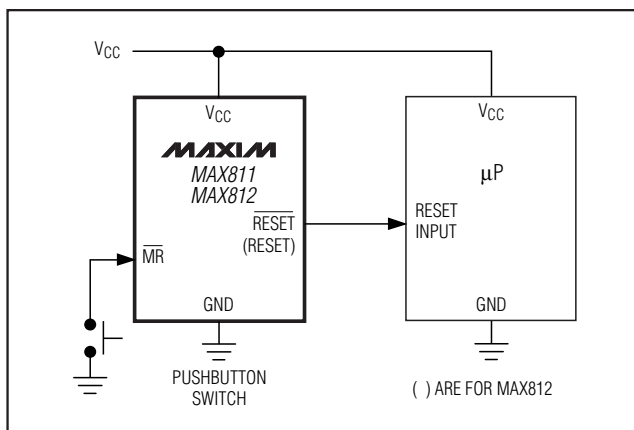 VCC
VCC
MAXIM
MAX811
MAX812
RESET
(RESET)
MR
GND
PUSHBUTTON
SWITCH
VCC
µP
RESET
INPUT
GND
( ) ARE FOR MAX812